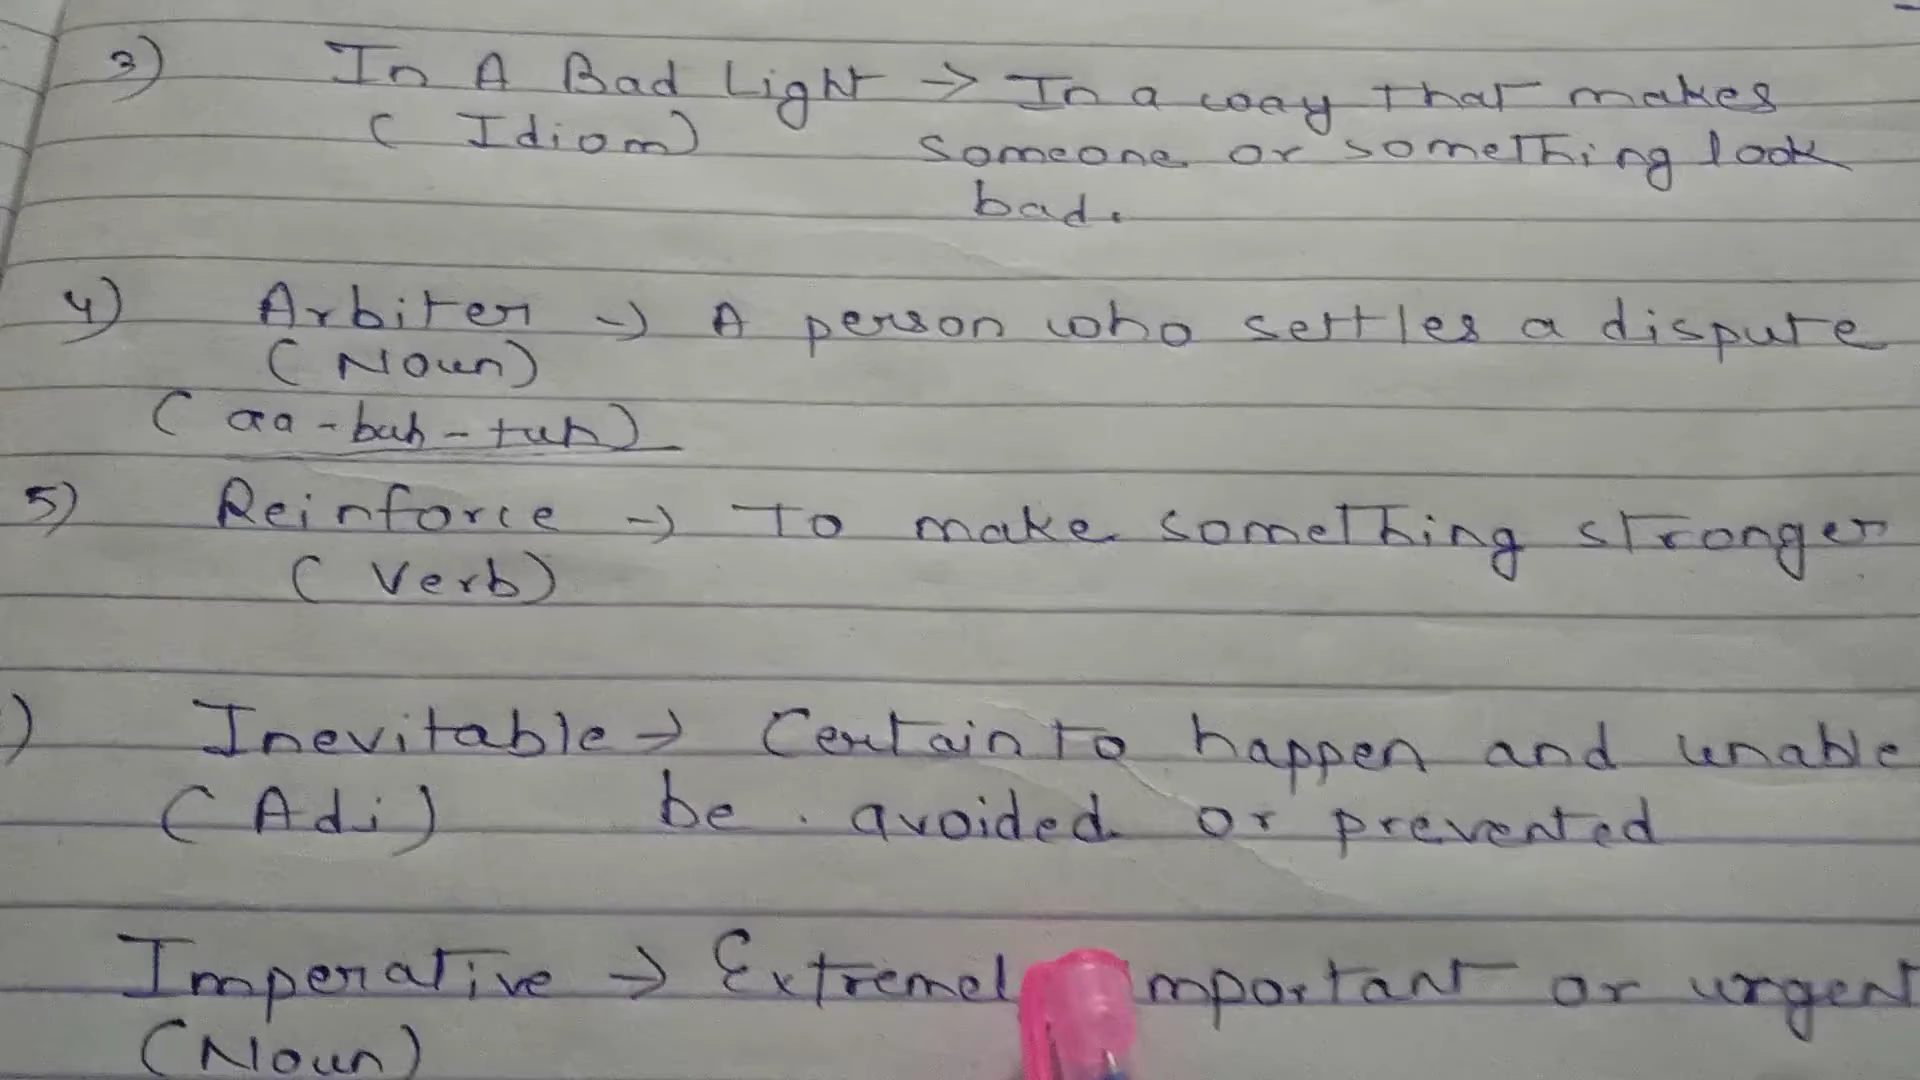 3) In A Bad Light → In a way that makes
(Idiom) someone or something look
bad.
4) Arbiter → A person who settles a dispute
(Noun)
(aa-buh-tuh)
5) Reinforce → To make something stronger
(Verb)
) Inevitable → Certain to happen and unable
(Adj) be avoided or prevented
Imperative → Extremel mportant or urgent
(Noun)